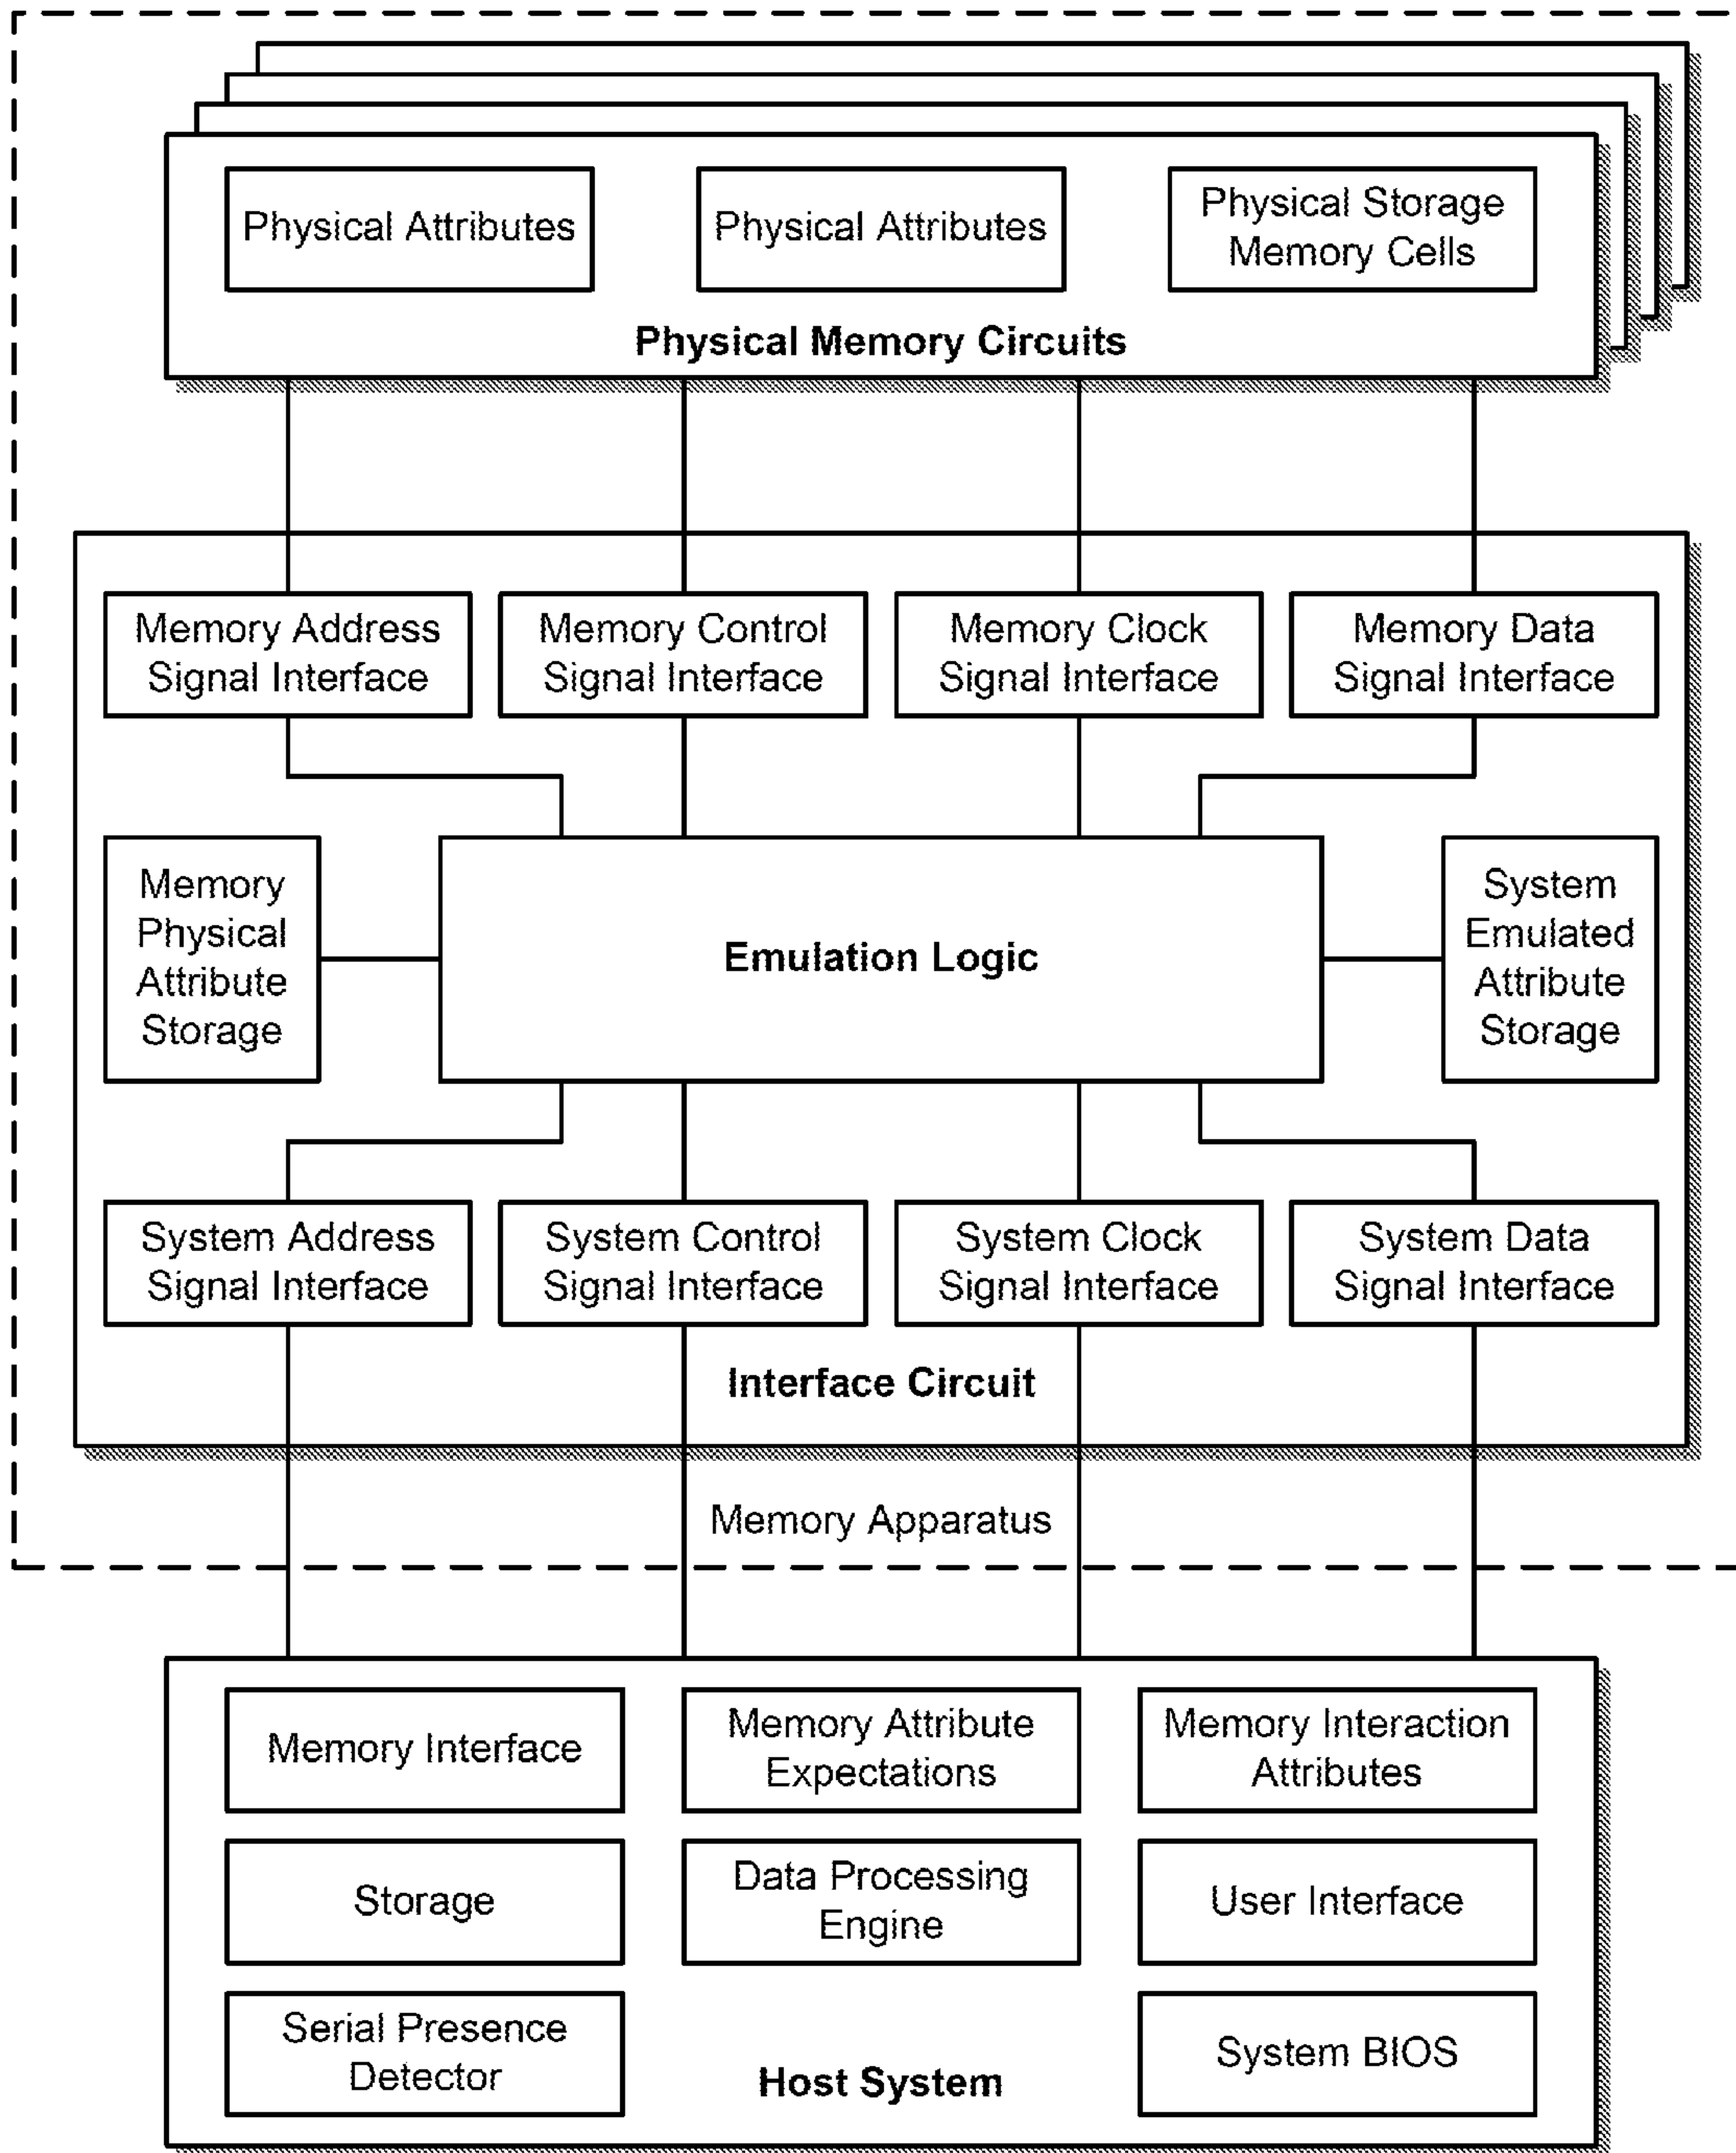 Physical Attributes
Physical Attributes
Physical Storage
Memory Cells
Physical Memory Circuits
Memory Address
Signal Interface
Memory Control
Signal Interface
Memory Clock
Signal Interface
Memory Data
Signal Interface
Memory
Physical
Attribute
Storage
Emulation Logic
System
Emulated
Attribute
Storage
System Address
Signal Interface
System Control
Signal Interface
System Clock
Signal Interface
System Data
Signal Interface
Interface Circuit
Memory Apparatus
Memory Interface
Memory Attribute
Expectations
Memory Interaction
Attributes
Storage
Data Processing
Engine
User Interface
Serial Presence
Detector
System BIOS
Host System